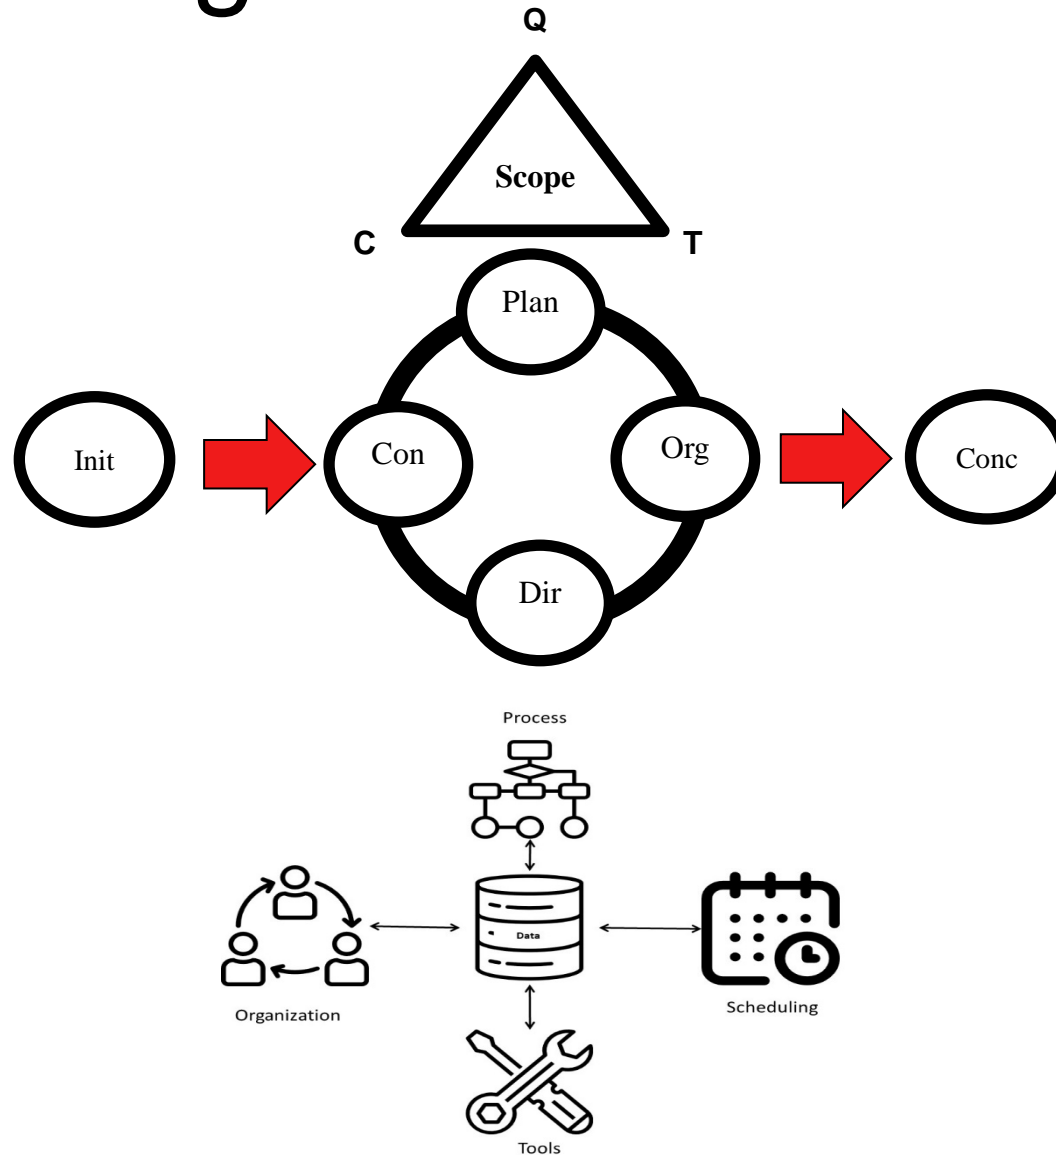 g
Q
Scope
C
T
Plan
Init
Con
Org
Conc
Dir
Process
Data
Organization
Scheduling
Tools